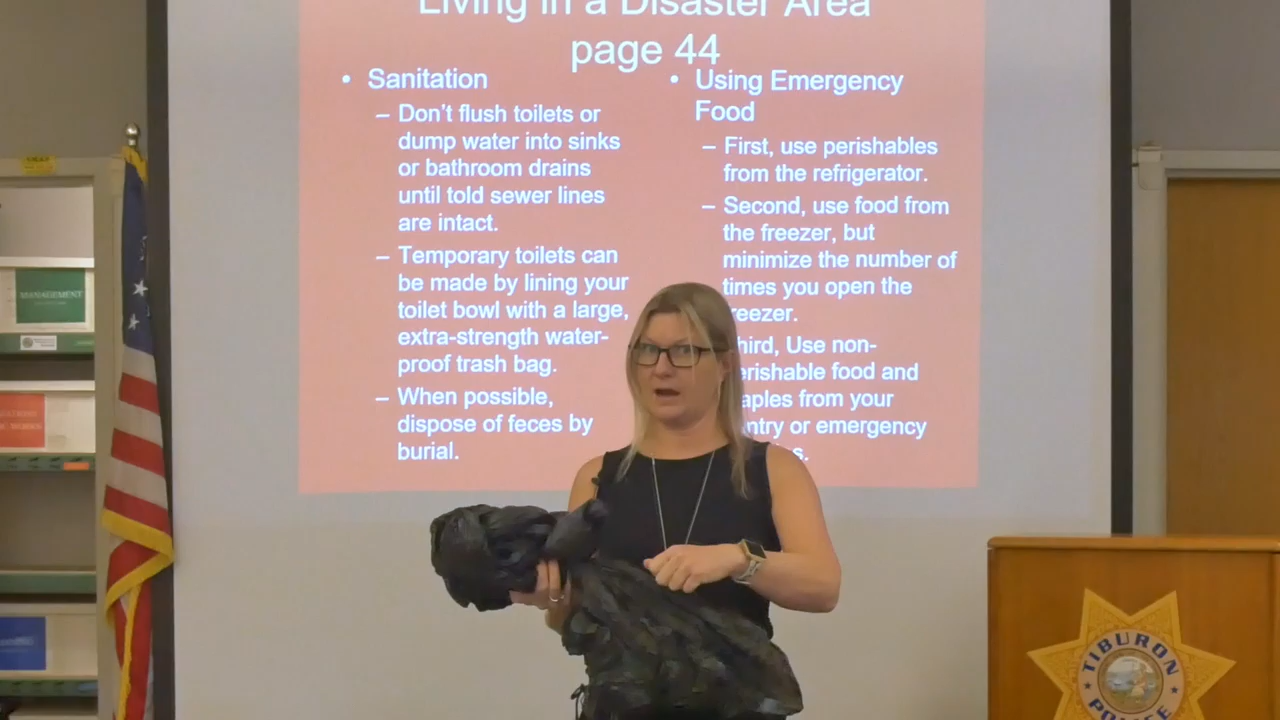 Living in a Disaster Area
page 44
• Sanitation
– Don't flush toilets or
dump water into sinks
or bathroom drains
until told sewer lines
are intact.
– Temporary toilets can
be made by lining your
toilet bowl with a large,
extra-strength water-
proof trash bag.
– When possible,
dispose of feces by
burial.
• Using Emergency
Food
– First, use perishables
from the refrigerator.
– Second, use food from
the freezer, but
minimize the number of
times you open the
reezer.
hird, Use non-
erishable food and
aples from your
ntry or emergency
s.
MANAGEMENT
TIBURON
POLICE